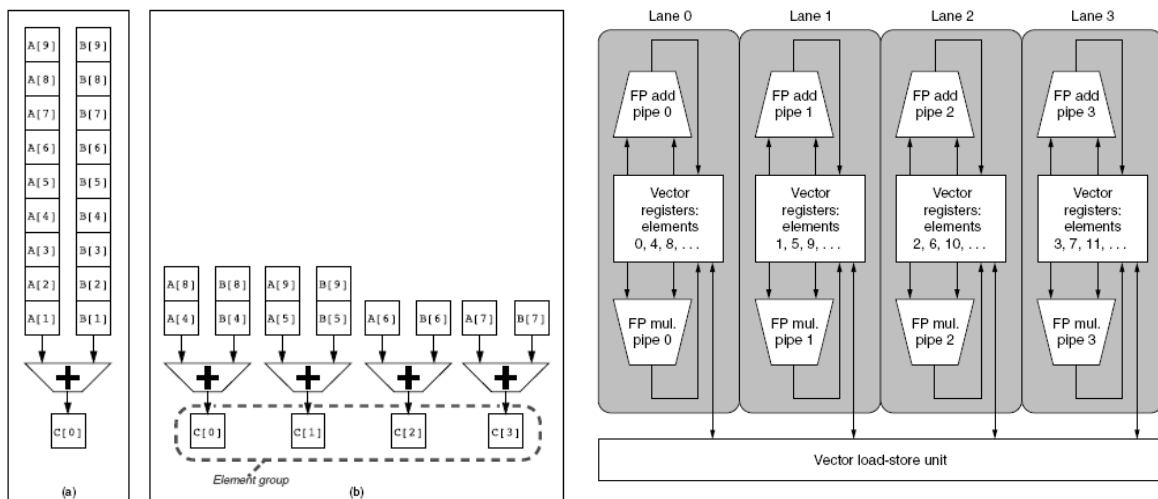 A[9] B[9]
A[8] B[8]
A[7] B[7]
A[6] B[6]
A[5] B[5]
A[4] B[4]
A[3] B[3]
A[2] B[2]
A[1] B[1]
+
C[0]
(a)
A[8] B[8] A[9] B[9]
A[4] B[4] A[5] B[5] A[6] B[6] A[7] B[7]
+ + + +
C[0] C[1] C[2] C[3]
Element group
(b)
Lane 0 Lane 1 Lane 2 Lane 3
FP add FP add FP add FP add
pipe 0 pipe 1 pipe 2 pipe 3
Vector Vector Vector Vector
registers: registers: registers: registers:
elements elements elements elements
0, 4, 8, . . . 1, 5, 9, . . . 2, 6, 10, . . . 3, 7, 11, . . .
FP mul. FP mul. FP mul. FP mul.
pipe 0 pipe 1 pipe 2 pipe 3
Vector load-store unit